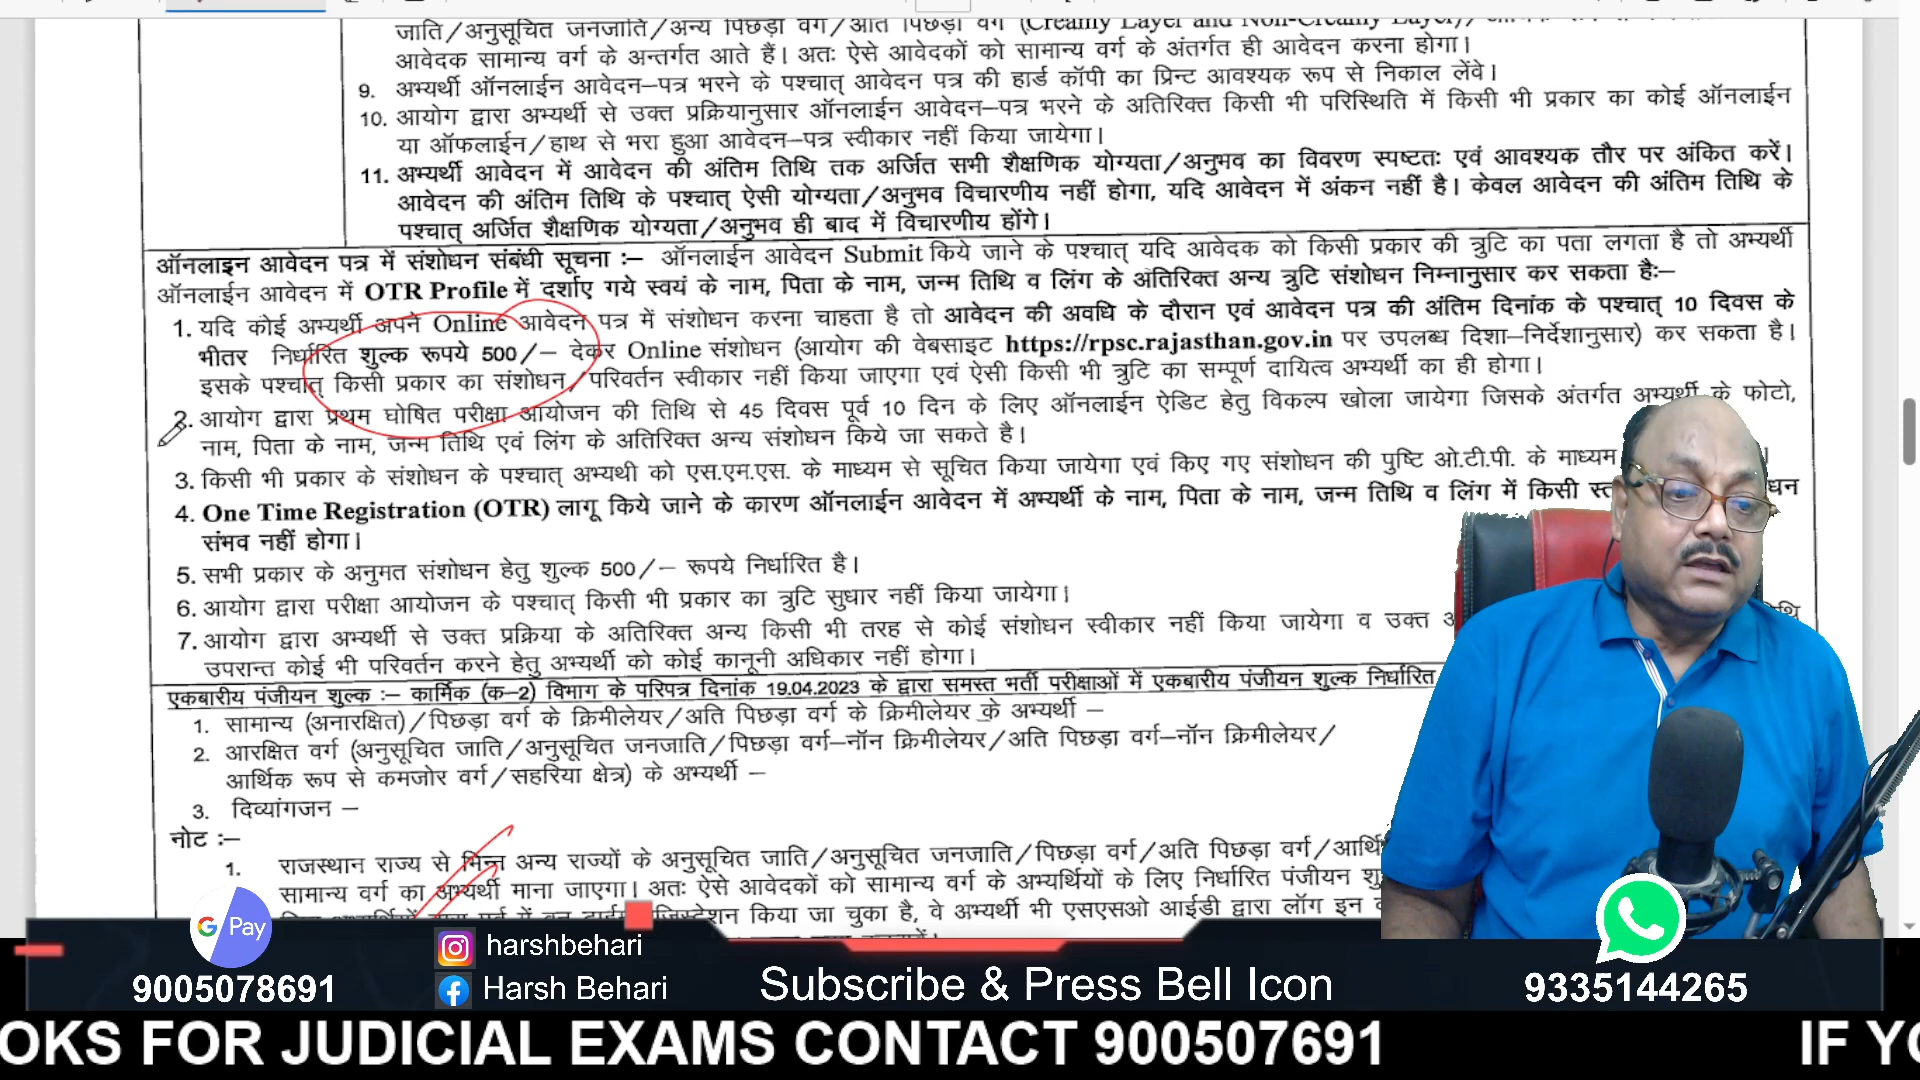 जाति/अनुसूचित जनजाति/अन्य पिछड़ा वर्ग/अति पिछड़ा वर्ग (Creamy Layer and Non-Creamy Layer)/
आवेदक सामान्य वर्ग के अन्तर्गत आते हैं। अतः ऐसे आवेदकों को सामान्य वर्ग के अंतर्गत ही आवेदन करना होगा।
9. अभ्यर्थी ऑनलाईन आवेदन–पत्र भरने के पश्चात् आवेदन पत्र की हार्ड कॉपी का प्रिन्ट आवश्यक रूप से निकाल लेंवे।
10. आयोग द्वारा अभ्यर्थी से उक्त प्रक्रियानुसार ऑनलाईन आवेदन–पत्र भरने के अतिरिक्त किसी भी परिस्थिति में किसी भी प्रकार का कोई ऑनलाईन
या ऑफलाईन/हाथ से भरा हुआ आवेदन–पत्र स्वीकार नहीं किया जायेगा।
11. अभ्यर्थी आवेदन में आवेदन की अंतिम तिथि तक अर्जित सभी शैक्षणिक योग्यता/अनुभव का विवरण स्पष्टतः एवं आवश्यक तौर पर अंकित करें।
आवेदन की अंतिम तिथि के पश्चात् ऐसी योग्यता/अनुभव विचारणीय नहीं होगा, यदि आवेदन में अंकन नहीं है। केवल आवेदन की अंतिम तिथि के
पश्चात् अर्जित शैक्षणिक योग्यता/अनुभव ही बाद में विचारणीय होंगे।
ऑनलाइन आवेदन पत्र में संशोधन संबंधी सूचना :– ऑनलाईन आवेदन Submit किये जाने के पश्चात् यदि आवेदक को किसी प्रकार की त्रुटि का पता लगता है तो अभ्यर्थी
ऑनलाईन आवेदन में OTR Profile में दर्शाए गये स्वयं के नाम, पिता के नाम, जन्म तिथि व लिंग के अतिरिक्त अन्य त्रुटि संशोधन निम्नानुसार कर सकता है:–
1. यदि कोई अभ्यर्थी अपने Online आवेदन पत्र में संशोधन करना चाहता है तो आवेदन की अवधि के दौरान एवं आवेदन पत्र की अंतिम दिनांक के पश्चात् 10 दिवस के
भीतर निर्धारित शुल्क रूपये 500/– देकर Online संशोधन (आयोग की वेबसाइट https://rpsc.rajasthan.gov.in पर उपलब्ध दिशा–निर्देशानुसार) कर सकता है।
इसके पश्चात् किसी प्रकार का संशोधन/परिवर्तन स्वीकार नहीं किया जाएगा एवं ऐसी किसी भी त्रुटि का सम्पूर्ण दायित्व अभ्यर्थी का ही होगा।
2. आयोग द्वारा प्रथम घोषित परीक्षा आयोजन की तिथि से 45 दिवस पूर्व 10 दिन के लिए ऑनलाईन ऐडिट हेतु विकल्प खोला जायेगा जिसके अंतर्गत अभ्यर्थी के फोटो,
नाम, पिता के नाम, जन्म तिथि एवं लिंग के अतिरिक्त अन्य संशोधन किये जा सकते है।
3. किसी भी प्रकार के संशोधन के पश्चात् अभ्यथी को एस.एम.एस. के माध्यम से सूचित किया जायेगा एवं किए गए संशोधन की पुष्टि ओ.टी.पी. के माध्यम
4. One Time Registration (OTR) लागू किये जाने के कारण ऑनलाईन आवेदन में अभ्यर्थी के नाम, पिता के नाम, जन्म तिथि व लिंग में किसी
संभव नहीं होगा।
5. सभी प्रकार के अनुमत संशोधन हेतु शुल्क 500/– रूपये निर्धारित है।
6. आयोग द्वारा परीक्षा आयोजन के पश्चात् किसी भी प्रकार का त्रुटि सुधार नहीं किया जायेगा।
7. आयोग द्वारा अभ्यर्थी से उक्त प्रक्रिया के अतिरिक्त अन्य किसी भी तरह से कोई संशोधन स्वीकार नहीं किया जायेगा व उक्त
उपरान्त कोई भी परिवर्तन करने हेतु अभ्यर्थी को कोई कानूनी अधिकार नहीं होगा।
एकबारीय पंजीयन शुल्क :– कार्मिक (क–2) विभाग के परिपत्र दिनांक 19.04.2023 के द्वारा समस्त भर्ती परीक्षाओं में एकबारीय पंजीयन शुल्क निर्धारित
1. सामान्य (अनारक्षित)/पिछड़ा वर्ग के क्रिमीलेयर/अति पिछड़ा वर्ग के क्रिमीलेयर के अभ्यर्थी –
2. आरक्षित वर्ग (अनुसूचित जाति/अनुसूचित जनजाति/पिछड़ा वर्ग–नॉन क्रिमीलेयर/अति पिछड़ा वर्ग–नॉन क्रिमीलेयर/
आर्थिक रूप से कमजोर वर्ग/सहरिया क्षेत्र) के अभ्यर्थी –
3. दिव्यांगजन –
नोट :–
1. राजस्थान राज्य से भिन्न अन्य राज्यों के अनुसूचित जाति/अनुसूचित जनजाति/पिछड़ा वर्ग/अति पिछड़ा वर्ग/
सामान्य वर्ग का अभ्यर्थी माना जाएगा। अतः ऐसे आवेदकों को सामान्य वर्ग के अभ्यर्थियों के लिए निर्धारित पंजीयन
किया जा चुका है, वे अभ्यर्थी भी एसएसओ आईडी द्वारा लॉग इन
G Pay
9005078691
harshbehari
Harsh Behari
Subscribe & Press Bell Icon
9335144265
OKS FOR JUDICIAL EXAMS CONTACT 900507691 IF